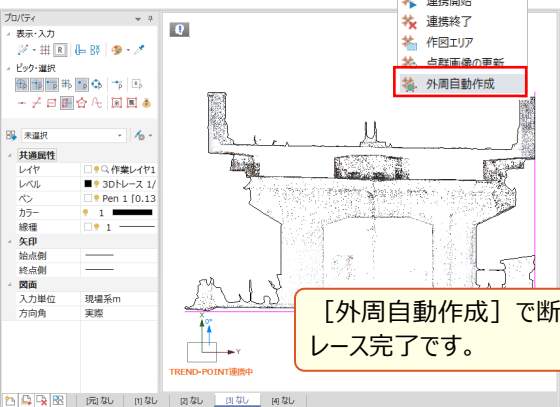 プロパティ
連携開始
連携終了
作図エリア
点群画像の更新
外周自動作成
表示・入力
ピック・選択
未選択
共通属性
レイヤ 作業レイヤ1
レベル 3Dトレース 1/
ペン Pen 1 [0.13
カラー 1
線種 1
矢印
始点側
終点側
図面
入力単位 現場系m
方向角 実際
[外周自動作成]で断
レース完了です。
X
0°
Y
TREND-POINT連携中
[元] なし [1] なし [2] なし [3] なし [4] なし